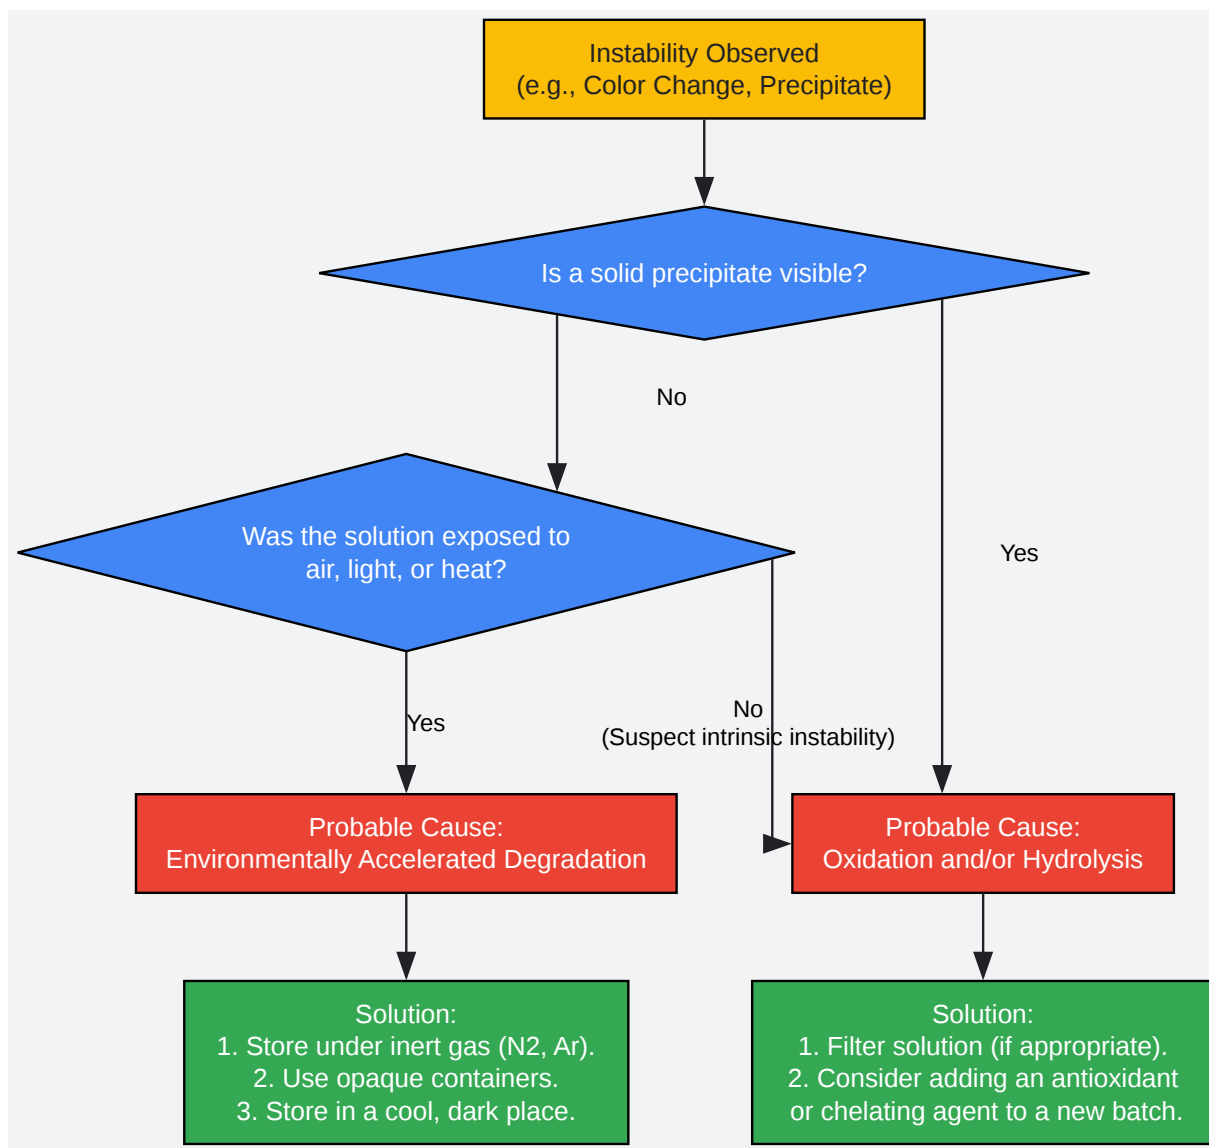 Instability Observed
(e.g., Color Change, Precipitate)
Is a solid precipitate visible?
No
Was the solution exposed to
air, light, or heat?
Yes
Yes
No
(Suspect intrinsic instability)
Probable Cause:
Environmentally Accelerated Degradation
Probable Cause:
Oxidation and/or Hydrolysis
Solution:
1. Store under inert gas (N2, Ar).
2. Use opaque containers.
3. Store in a cool, dark place.
Solution:
1. Filter solution (if appropriate).
2. Consider adding an antioxidant
or chelating agent to a new batch.